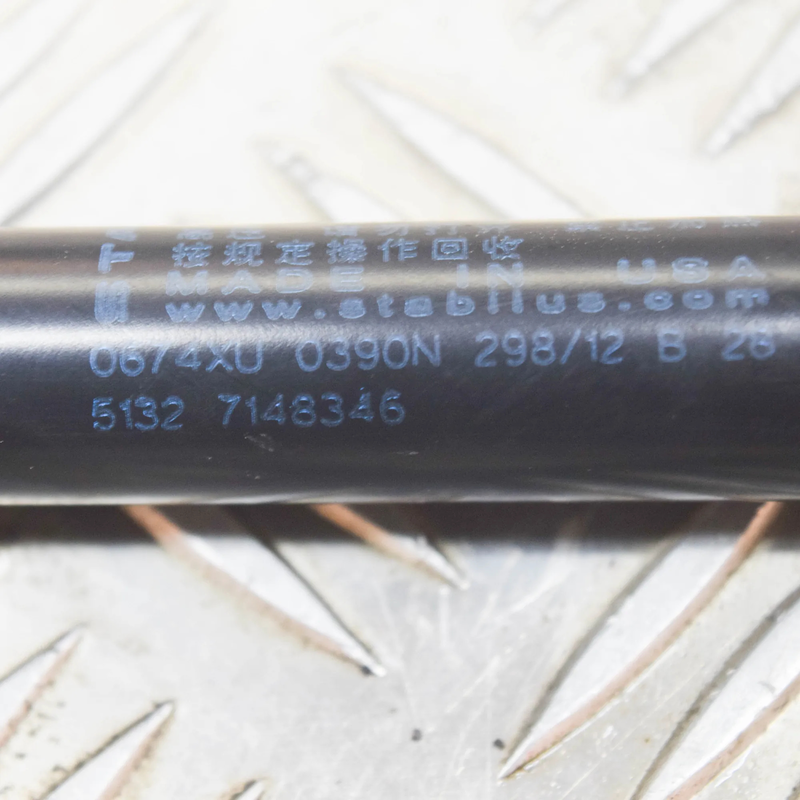 STA
按规定操作回收
MADE IN USA
www.stabilus.com
0674XU 0390N 298/12 B 28
5132 7148346